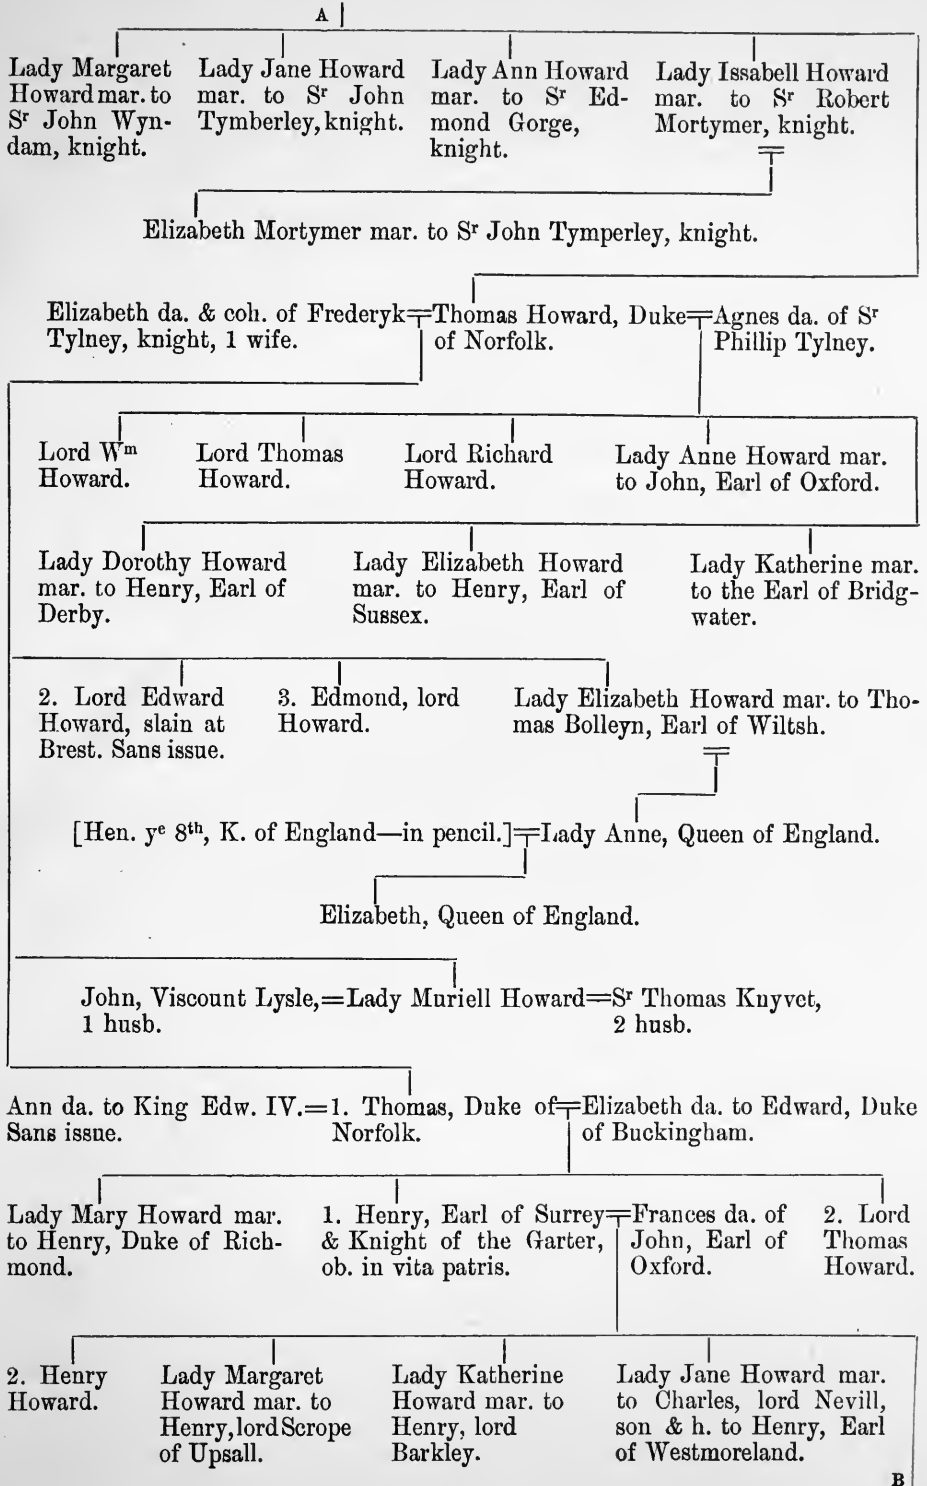 A
Lady Margaret
Howard mar. to
Sr John Wyn-
dam, knight.
Lady Jane Howard
mar. to Sr John
Tymberley, knight.
Lady Ann Howard
mar. to Sr Ed-
mond Gorge,
knight.
Lady Issabell Howard
mar. to Sr Robert
Mortymer, knight.
Elizabeth Mortymer mar. to Sr John Tymperley, knight.
Elizabeth da. & coh. of Frederyk
Tylney, knight, 1 wife.
Thomas Howard, Duke
of Norfolk.
Agnes da. of Sr
Phillip Tylney.
Lord Wm
Howard.
Lord Thomas
Howard.
Lord Richard
Howard.
Lady Anne Howard mar.
to John, Earl of Oxford.
Lady Dorothy Howard
mar. to Henry, Earl of
Derby.
Lady Elizabeth Howard
mar. to Henry, Earl of
Sussex.
Lady Katherine mar.
to the Earl of Bridg-
water.
2. Lord Edward
Howard, slain at
Brest. Sans issue.
3. Edmond, lord
Howard.
Lady Elizabeth Howard mar. to Tho-
mas Bolleyn, Earl of Wiltsh.
[Hen. ye 8th, K. of England—in pencil.]=Lady Anne, Queen of England.
Elizabeth, Queen of England.
John, Viscount Lysle,=Lady Muriell Howard=Sr Thomas Knyvet,
1 husb.
2 husb.
Ann da. to King Edw. IV.=1. Thomas, Duke of=Elizabeth da. to Edward, Duke
Sans issue.
Norfolk.
of Buckingham.
Lady Mary Howard mar.
to Henry, Duke of Rich-
mond.
1. Henry, Earl of Surrey
& Knight of the Garter,
ob. in vita patris.
Frances da. of
John, Earl of
Oxford.
2. Lord
Thomas
Howard.
2. Henry
Howard.
Lady Margaret
Howard mar. to
Henry, lord Scrope
of Upsall.
Lady Katherine
Howard mar. to
Henry, lord
Barkley.
Lady Jane Howard mar.
to Charles, lord Nevill,
son & h. to Henry, Earl
of Westmoreland.
B